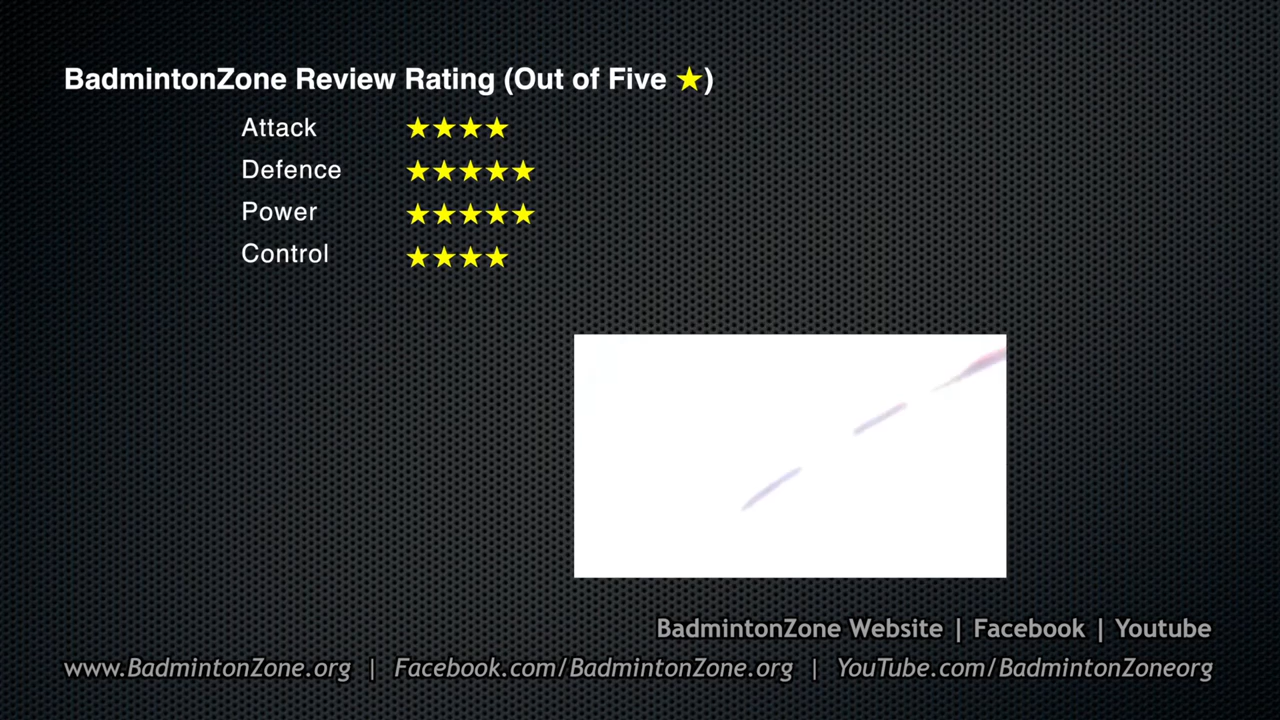 BadmintonZone Review Rating (Out of Five ★)
Attack ★★★★
Defence ★★★★★
Power ★★★★★
Control ★★★★
BadmintonZone Website | Facebook | Youtube
www.BadmintonZone.org | Facebook.com/BadmintonZone.org | YouTube.com/BadmintonZoneorg